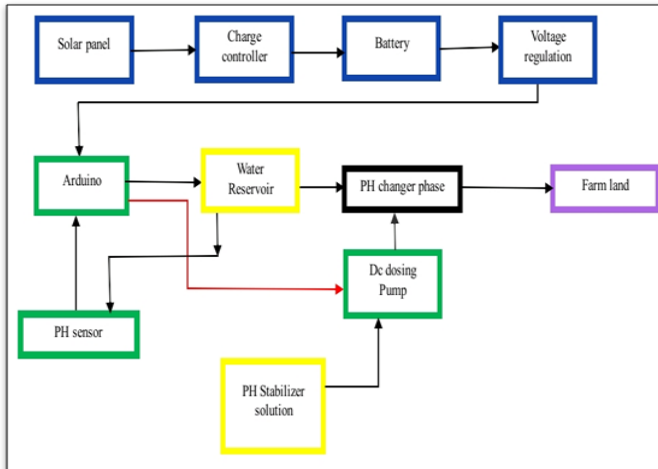 Solar panel
Charge
controller
Battery
Voltage
regulation
Arduino
Water
Reservoir
PH changer phase
Farm land
Dc dosing
Pump
PH sensor
PH Stabilizer
solution